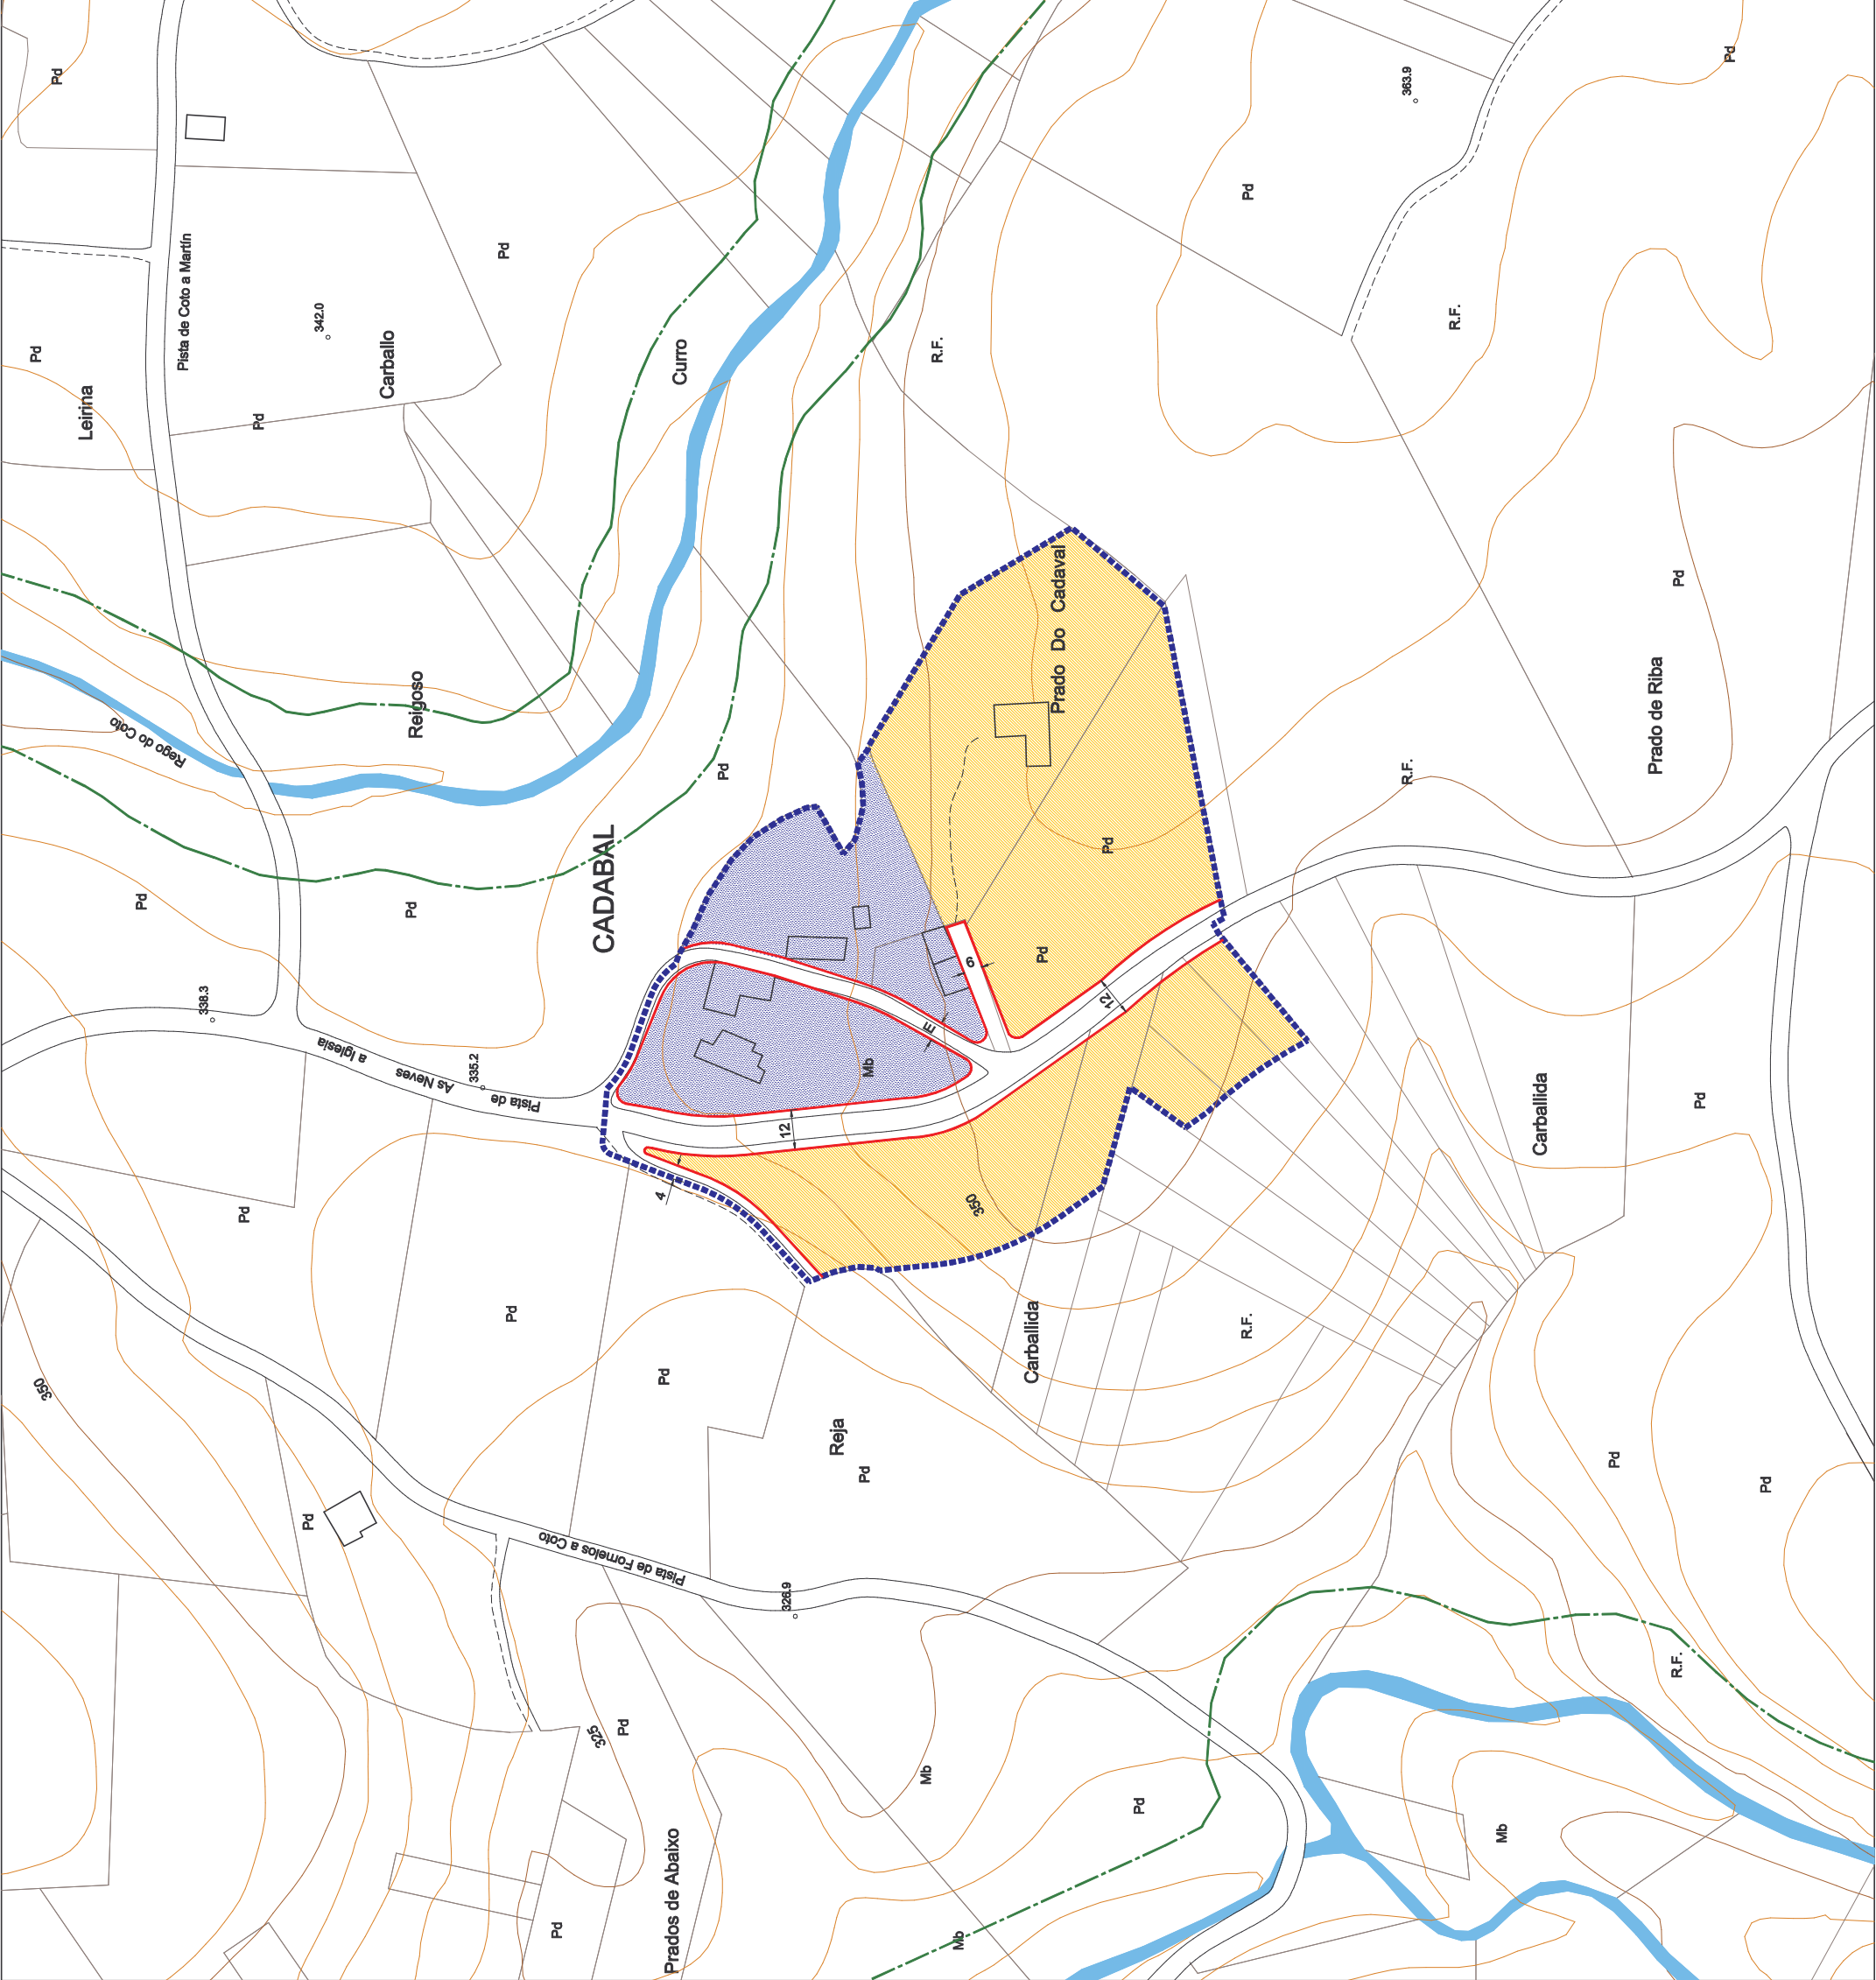 Pd
Pd
363.9
Pd
Pd
Pista de Coto a Martín
Pd
342.0
R.F.
Pd
Carballo
Curro
R.F.
Leirina
Pd
Prado Do Cadaval
Pd
Reigoso
Prado de Riba
Rego do Coto
Pd
R.F.
Pd
CADABAL
Pd
Pd
Pd
6
338.3
12
E
a Iglesia
As Neves
Pista de
335.2
Mb
Pd
Carballida
12
4
350
Pd
Pd
Carballida
R.F.
350
Pd
Reja
Pd
Pd
Pd
Pd
Pista de Fornelos a Coto
326.9
R.F.
325
Pd
Mb
Pd
Mb
Prados de Abaixo
Pd
Mb